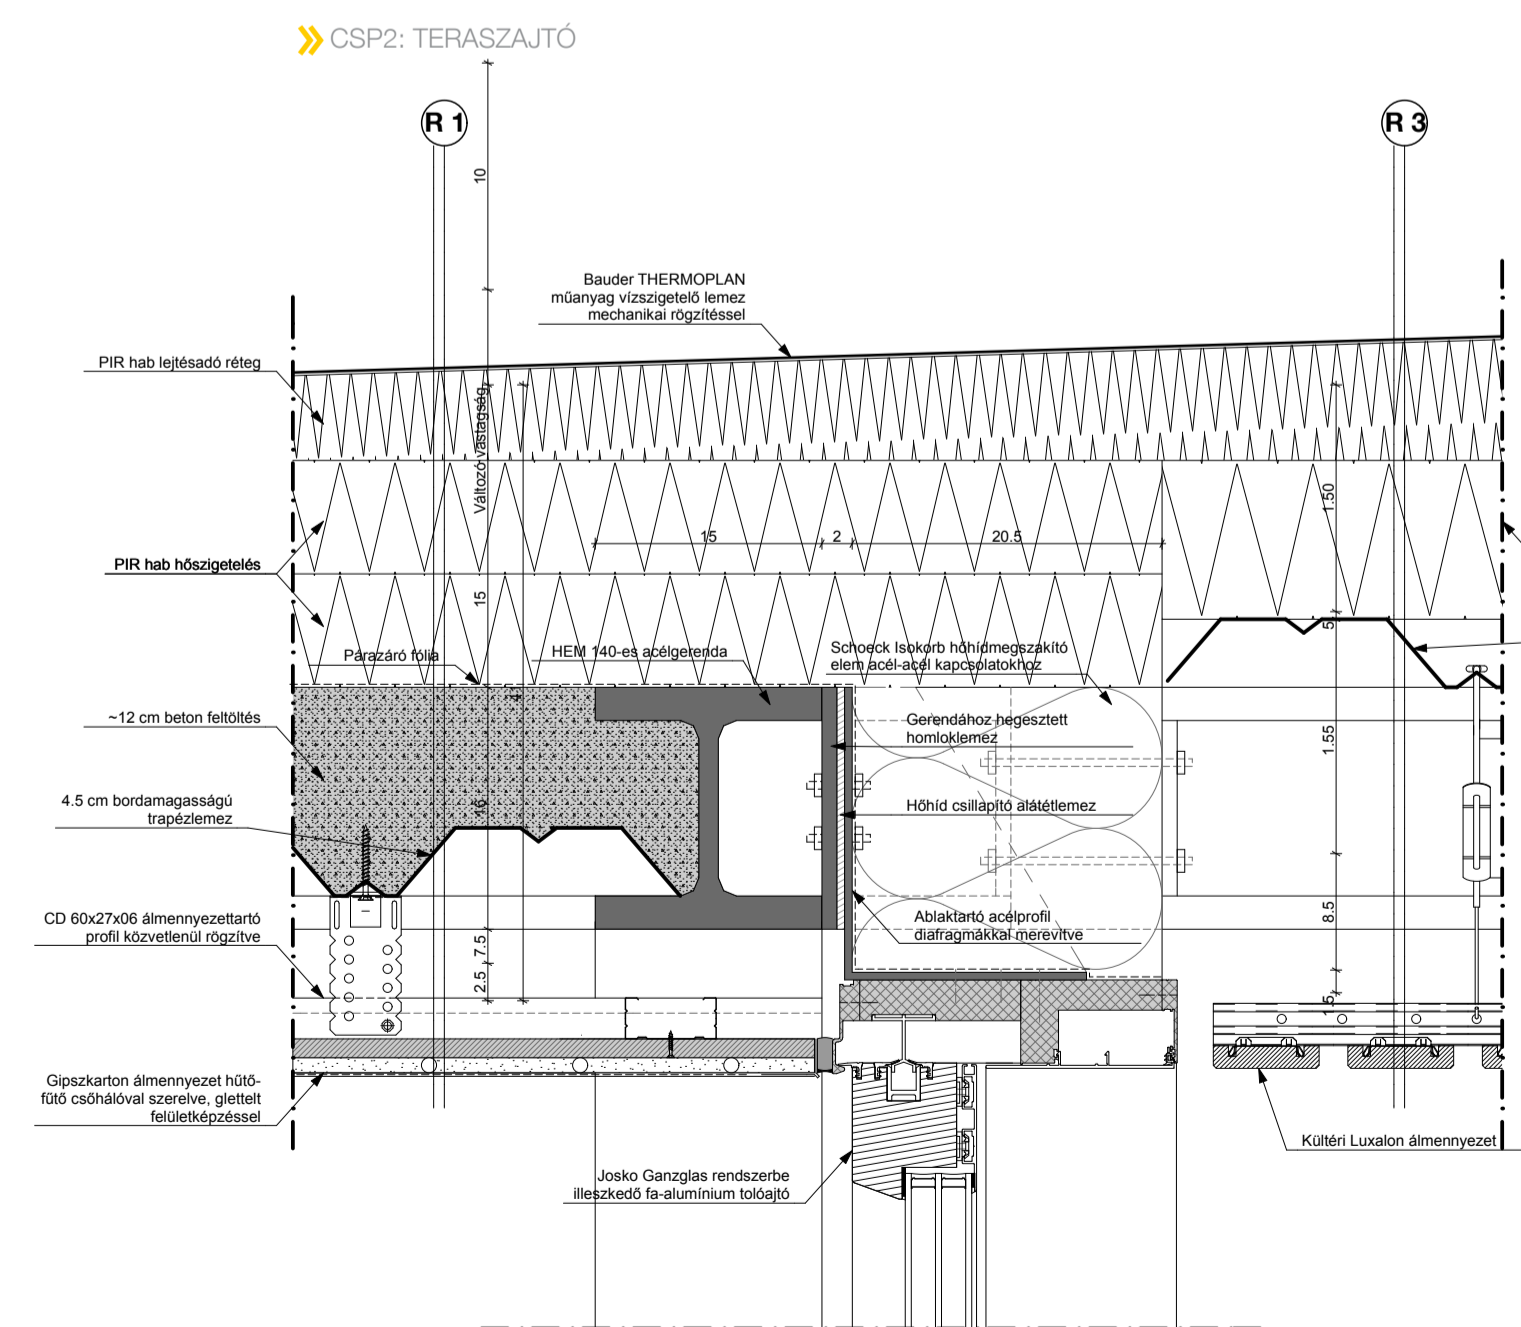 CSP2: TERASZAJTÓ
R 1
R 3
10
Bauder THERMOPLAN
műanyag vízszigetelő lemez
mechanikai rögzítéssel
PIR hab lejtésadó réteg
Változó vastagság
1.50
15
2
20.5
PIR hab hőszigetelés
15
5
Párazáró fólia
HEM 140-es acélgerenda
Schoeck Isokorb hőhídmegszakító
elem acél-acél kapcsolatokhoz
4
~12 cm beton feltöltés
Gerendához hegesztett
homloklemez
1.55
4.5 cm bordamagasságú
trapézlemez
16
Hőhíd csillapító alátétlemez
CD 60x27x06 álmennyezettartó
profil közvetlenül rögzítve
7.5
2.5
Ablaktartó acélprofil
diafragmákkal merevítve
8.5
1.5
Gipszkarton álmennyezet hűtő-
fűtő csőhálóval szerelve, glettelt
felületképzéssel
Kültéri Luxalon álmennyezet
Josko Ganzglas rendszerbe
illeszkedő fa-alumínium tolóajtó